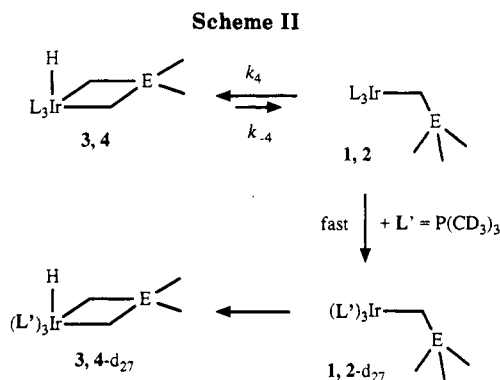 Scheme II
H
L₃Ir
E
3, 4
k₄
k₋₄
L₃Ir
E
1, 2
fast
+ L' = P(CD₃)₃
H
(L')₃Ir
E
3, 4-d₂₇
(L')₃Ir
E
1, 2-d₂₇